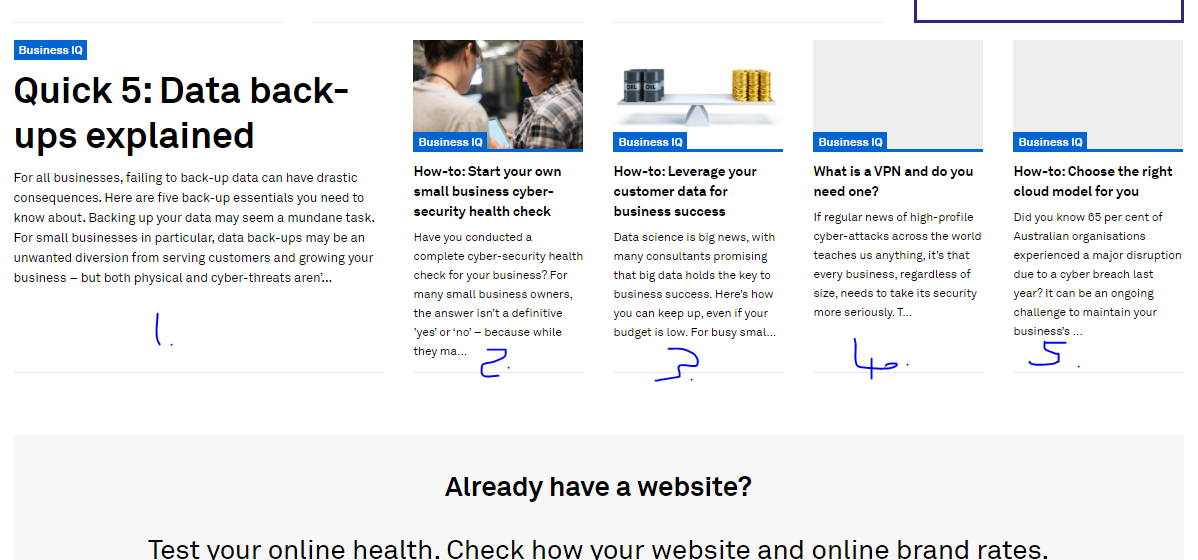 Business IQ
Quick 5: Data back-
ups explained
For all businesses, failing to back-up data can have drastic
consequences. Here are five back-up essentials you need to
know about. Backing up your data may seem a mundane task.
For small businesses in particular, data back-ups may be an
unwanted diversion from serving customers and growing your
business – but both physical and cyber-threats aren'...
1.
Business IQ
How-to: Start your own
small business cyber-
security health check
Have you conducted a
complete cyber-security health
check for your business? For
many small business owners,
the answer isn't a definitive
'yes' or 'no' – because while
they ma...
2.
OIL
OIL
Business IQ
How-to: Leverage your
customer data for
business success
Data science is big news, with
many consultants promising
that big data holds the key to
business success. Here's how
you can keep up, even if your
budget is low. For busy smal...
3.
Business IQ
What is a VPN and do you
need one?
If regular news of high-profile
cyber-attacks across the world
teaches us anything, it's that
every business, regardless of
size, needs to take its security
more seriously. T...
4.
Business IQ
How-to: Choose the right
cloud model for you
Did you know 65 per cent of
Australian organisations
experienced a major disruption
due to a cyber breach last
year? It can be an ongoing
challenge to maintain your
business's ...
5.
Already have a website?
Test your online health. Check how your website and online brand rates.